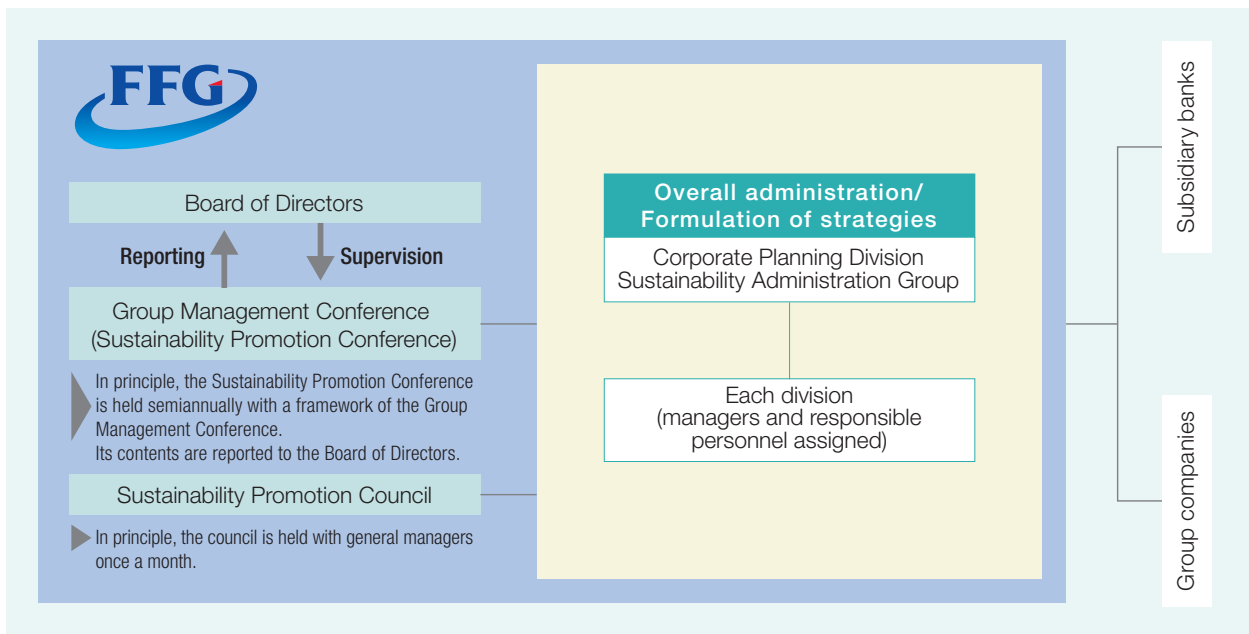 FFG
Board of Directors
Reporting
Supervision
Group Management Conference
(Sustainability Promotion Conference)
In principle, the Sustainability Promotion Conference
is held semiannually with a framework of the Group
Management Conference.
Its contents are reported to the Board of Directors.
Sustainability Promotion Council
In principle, the council is held with general managers
once a month.
Overall administration/
Formulation of strategies
Corporate Planning Division
Sustainability Administration Group
Each division
(managers and responsible
personnel assigned)
Subsidiary banks
Group companies